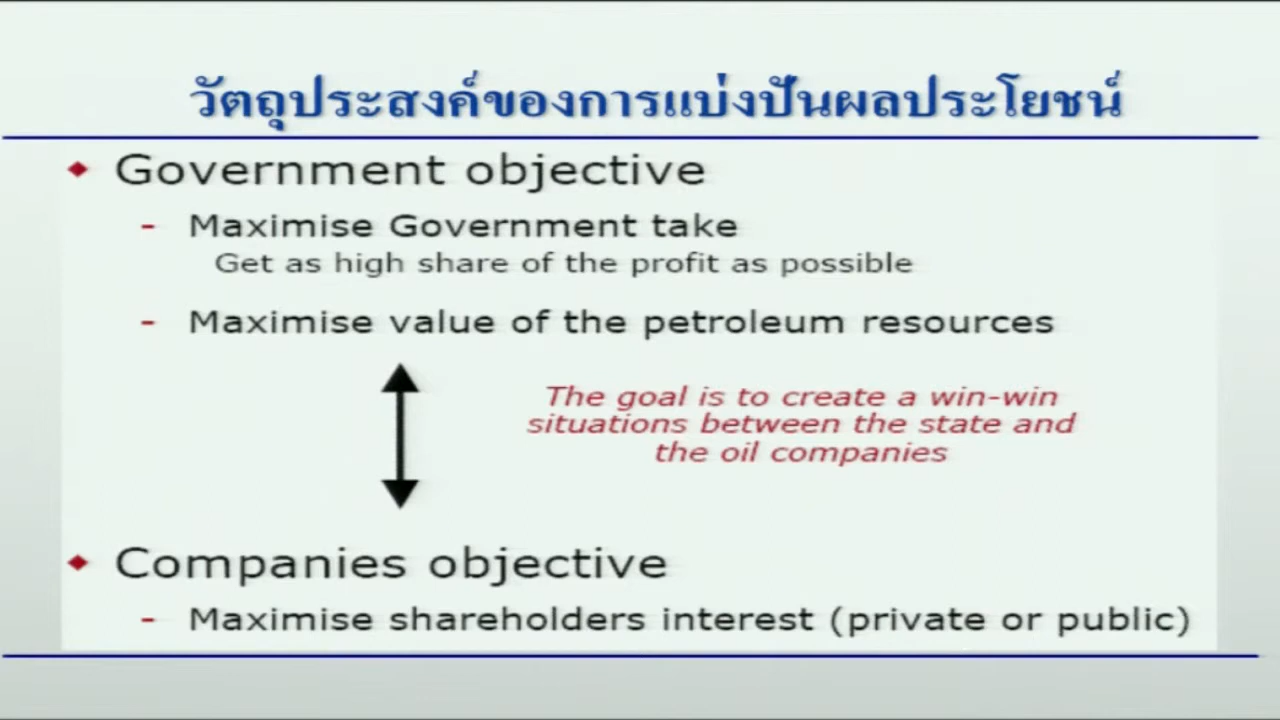 วัตถุประสงค์ของการแบ่งปันผลประโยชน์
Government objective
- Maximise Government take
Get as high share of the profit as possible
- Maximise value of the petroleum resources
The goal is to create a win-win
situations between the state and
the oil companies
Companies objective
- Maximise shareholders interest (private or public)